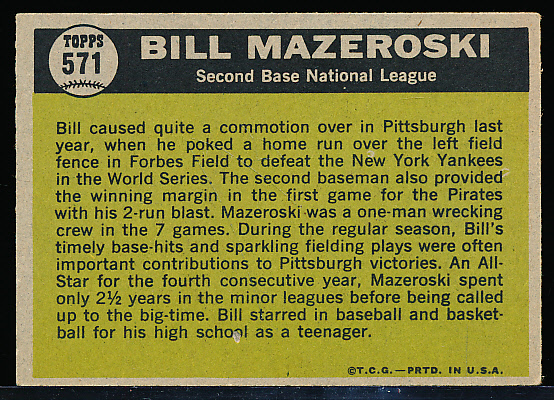 TOPPS
571
BILL MAZEROSKI
Second Base National League
Bill caused quite a commotion over in Pittsburgh last
year, when he poked a home run over the left field
fence in Forbes Field to defeat the New York Yankees
in the World Series. The second baseman also provided
the winning margin in the first game for the Pirates
with his 2-run blast. Mazeroski was a one-man wrecking
crew in the 7 games. During the regular season, Bill's
timely base-hits and sparkling fielding plays were often
important contributions to Pittsburgh victories. An All-
Star for the fourth consecutive year, Mazeroski spent
only 2½ years in the minor leagues before being called
up to the big-time. Bill starred in baseball and basket-
ball for his high school as a teenager.
©T.C.G.—PRTD. IN U.S.A.